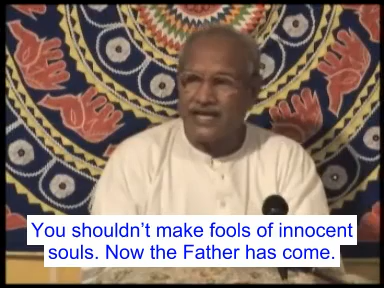 You shouldn’t make fools of innocent
souls. Now the Father has come.